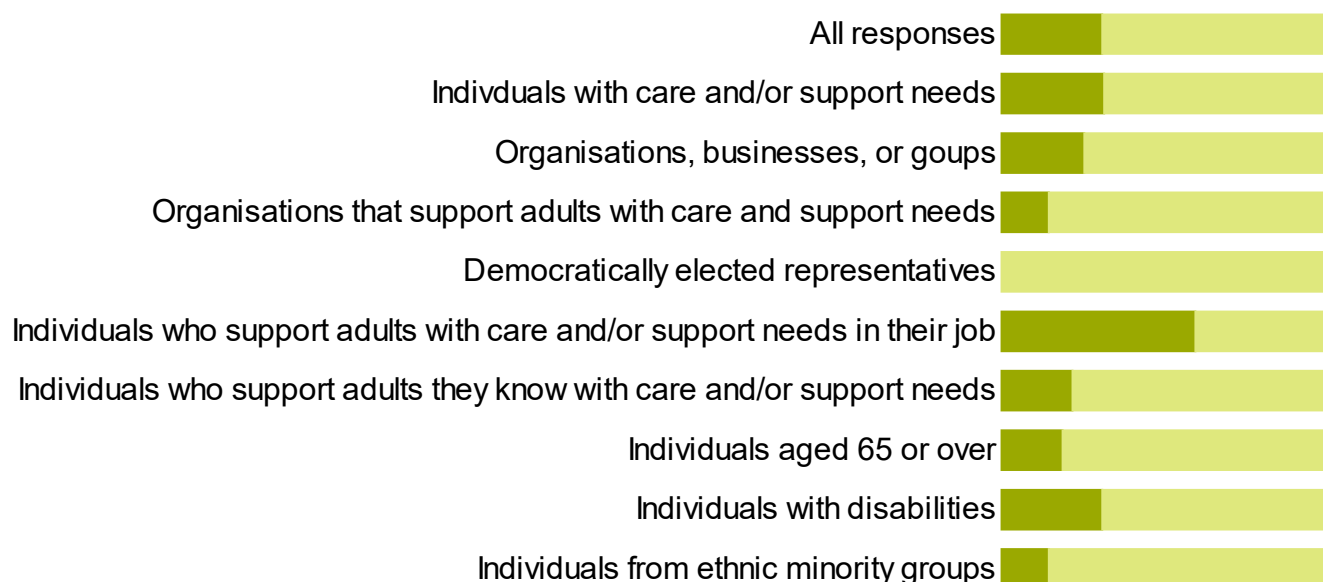 All responses
Indivduals with care and/or support needs
Organisations, businesses, or goups
Organisations that support adults with care and support needs
Democratically elected representatives
Individuals who support adults with care and/or support needs in their job
Individuals who support adults they know with care and/or support needs
Individuals aged 65 or over
Individuals with disabilities
Individuals from ethnic minority groups